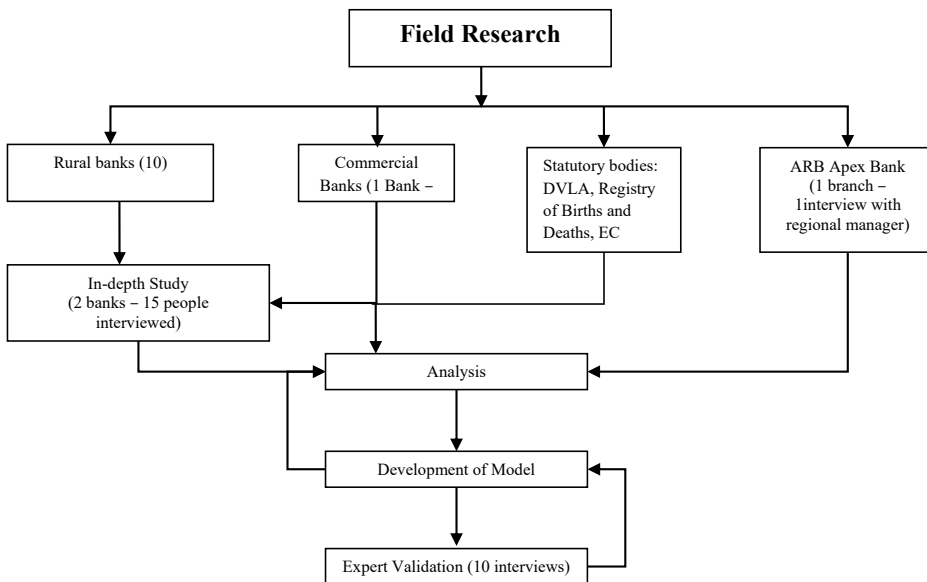 Field Research
Rural banks (10)
Commercial
Banks (1 Bank –
Statutory bodies:
DVLA, Registry
of Births and
Deaths, EC
ARB Apex Bank
(1 branch –
1interview with
regional manager)
In-depth Study
(2 banks – 15 people
interviewed)
Analysis
Development of Model
Expert Validation (10 interviews)